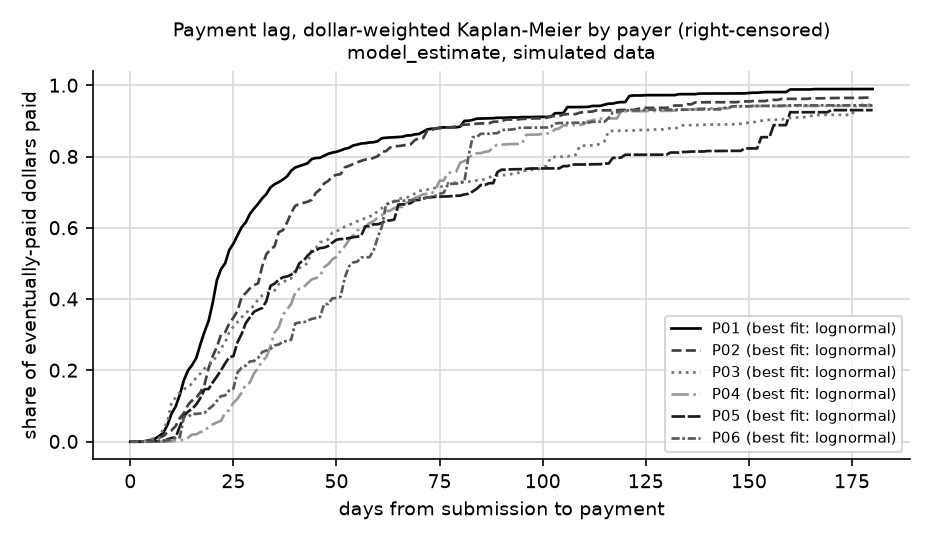 Payment lag, dollar-weighted Kaplan-Meier by payer (right-censored)
model_estimate, simulated data
share of eventually-paid dollars paid
1.0
0.8
0.6
0.4
0.2
0.0
P01 (best fit: lognormal)
P02 (best fit: lognormal)
P03 (best fit: lognormal)
P04 (best fit: lognormal)
P05 (best fit: lognormal)
P06 (best fit: lognormal)
0 25 50 75 100 125 150 175
days from submission to payment